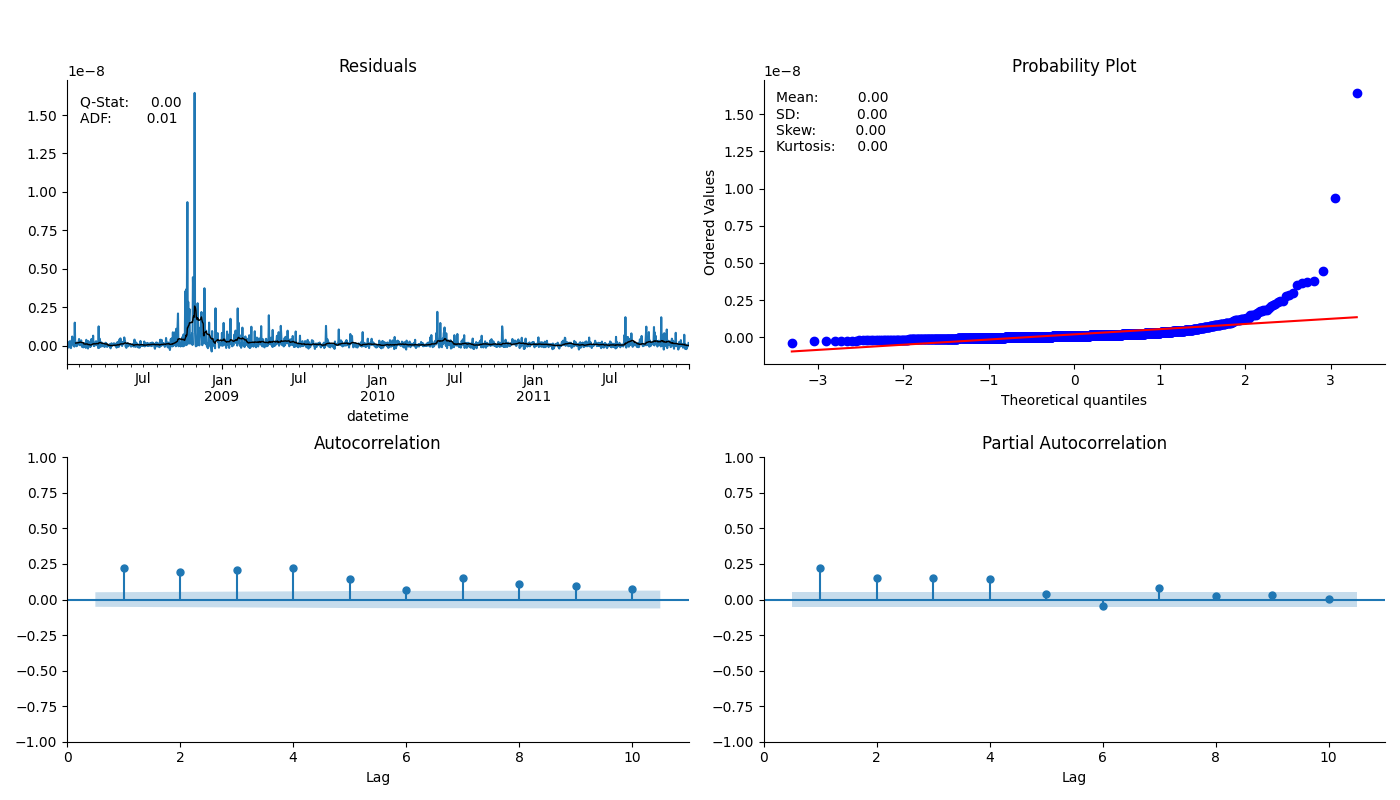 Residuals
1e−8
Q-Stat: 0.00
ADF: 0.01
1.50
1.25
1.00
0.75
0.50
0.25
0.00
Jul Jan Jul Jan Jul Jan Jul
2009 2010 2011
datetime
Probability Plot
1e−8
Mean: 0.00
SD: 0.00
Skew: 0.00
Kurtosis: 0.00
Ordered Values
1.50
1.25
1.00
0.75
0.50
0.25
0.00
−3 −2 −1 0 1 2 3
Theoretical quantiles
Autocorrelation
1.00
0.75
0.50
0.25
0.00
−0.25
−0.50
−0.75
−1.00
0 2 4 6 8 10
Lag
Partial Autocorrelation
1.00
0.75
0.50
0.25
0.00
−0.25
−0.50
−0.75
−1.00
0 2 4 6 8 10
Lag